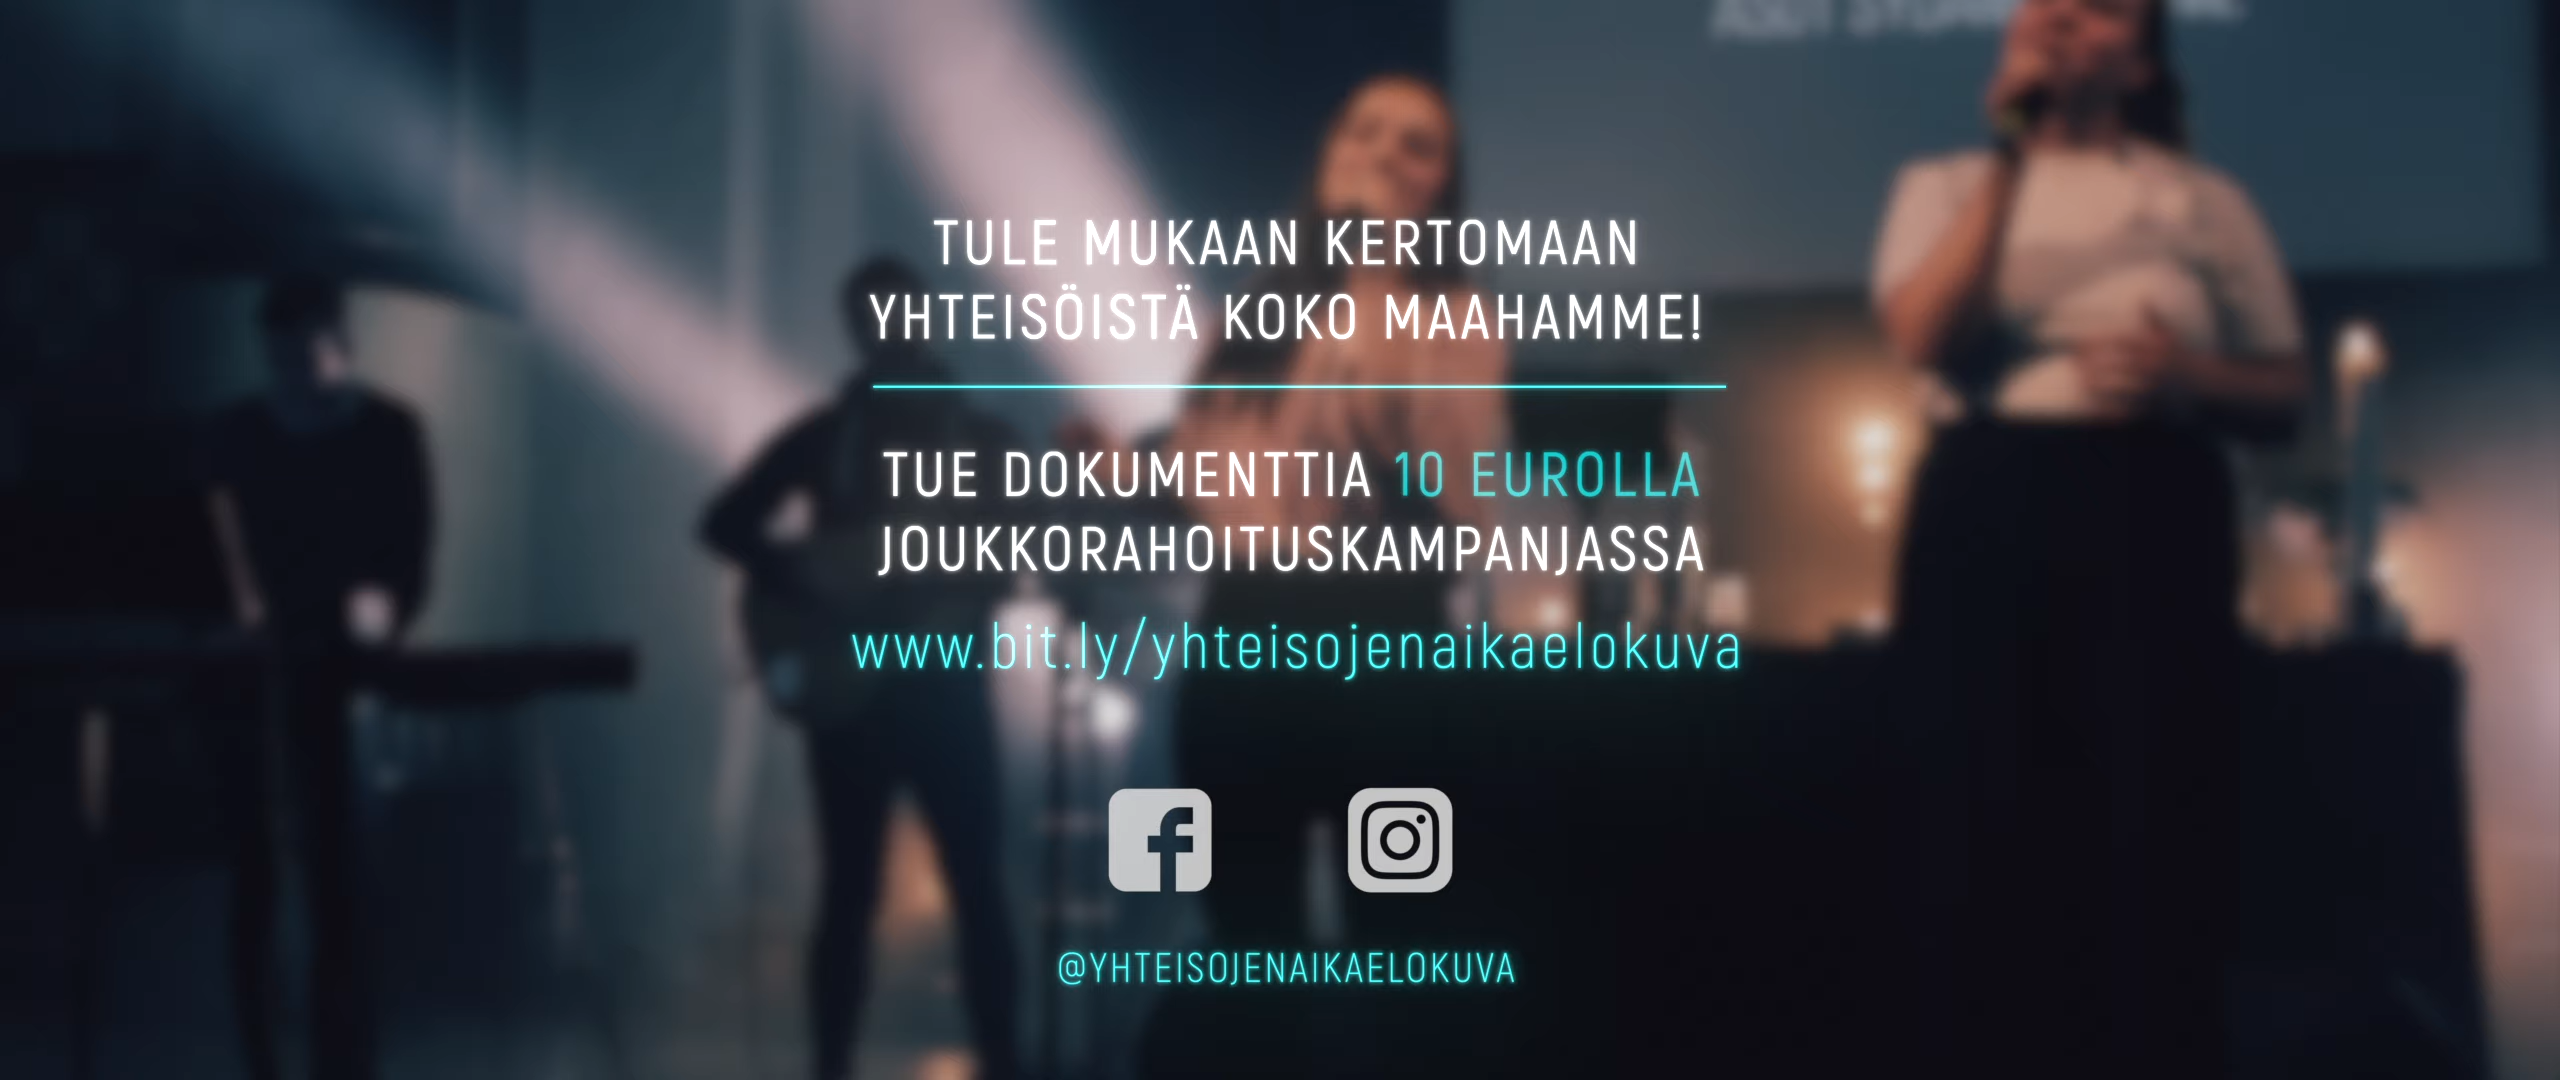 TULE MUKAAN KERTOMAAN
YHTEISÖISTÄ KOKO MAAHAMME!
TUE DOKUMENTTIA 10 EUROLLA
JOUKKORAHOITUSKAMPANJASSA
www.bit.ly/yhteisojenaikaelokuva
@YHTEISOJENAIKAELOKUVA